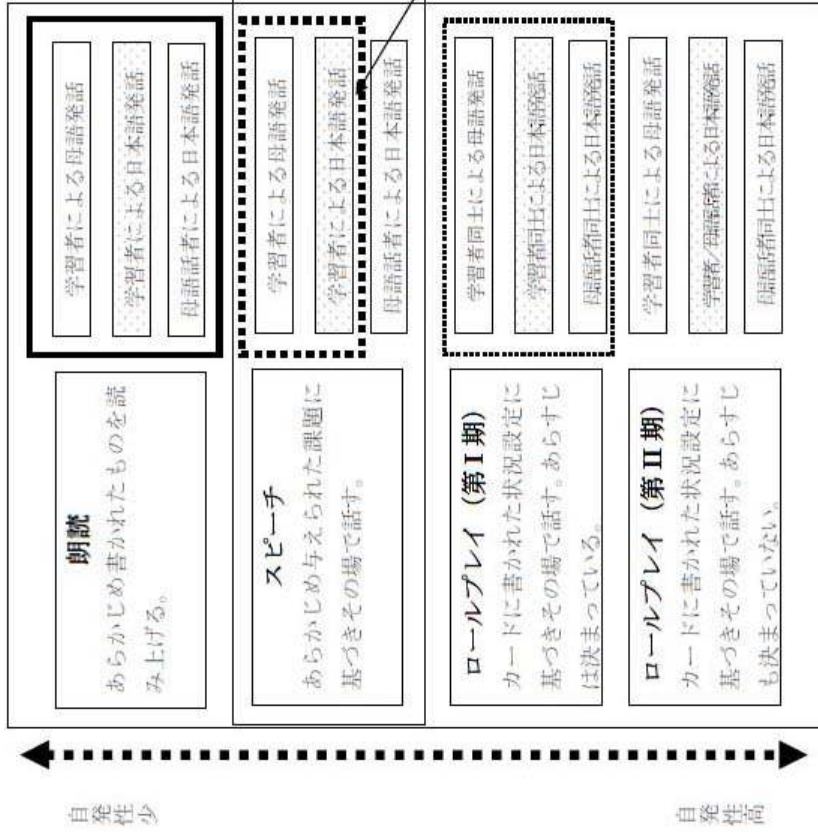 自発性少
自発性高
朗読
あらかじめ書かれたものを読
み上げる。
学習者による母語発話
学習者による日本語発話
母語話者による日本語発話
スピーチ
あらかじめ与えられた課題に
基づきその場で話す。
学習者による母語発話
学習者による日本語発話
母語話者による日本語発話
ロールプレイ（第Ⅰ期）
カードに書かれた状況設定に
基づきその場で話す。あらすじ
は決まっている。
学習者同士による母語発話
学習者同士による日本語発話
母語話者同士による日本語発話
ロールプレイ（第Ⅱ期）
カードに書かれた状況設定に
基づきその場で話す。あらすじ
も決まっていない。
学習者同士による母語発話
学習者／母語話者による日本語発話
母語話者同士による日本語発話